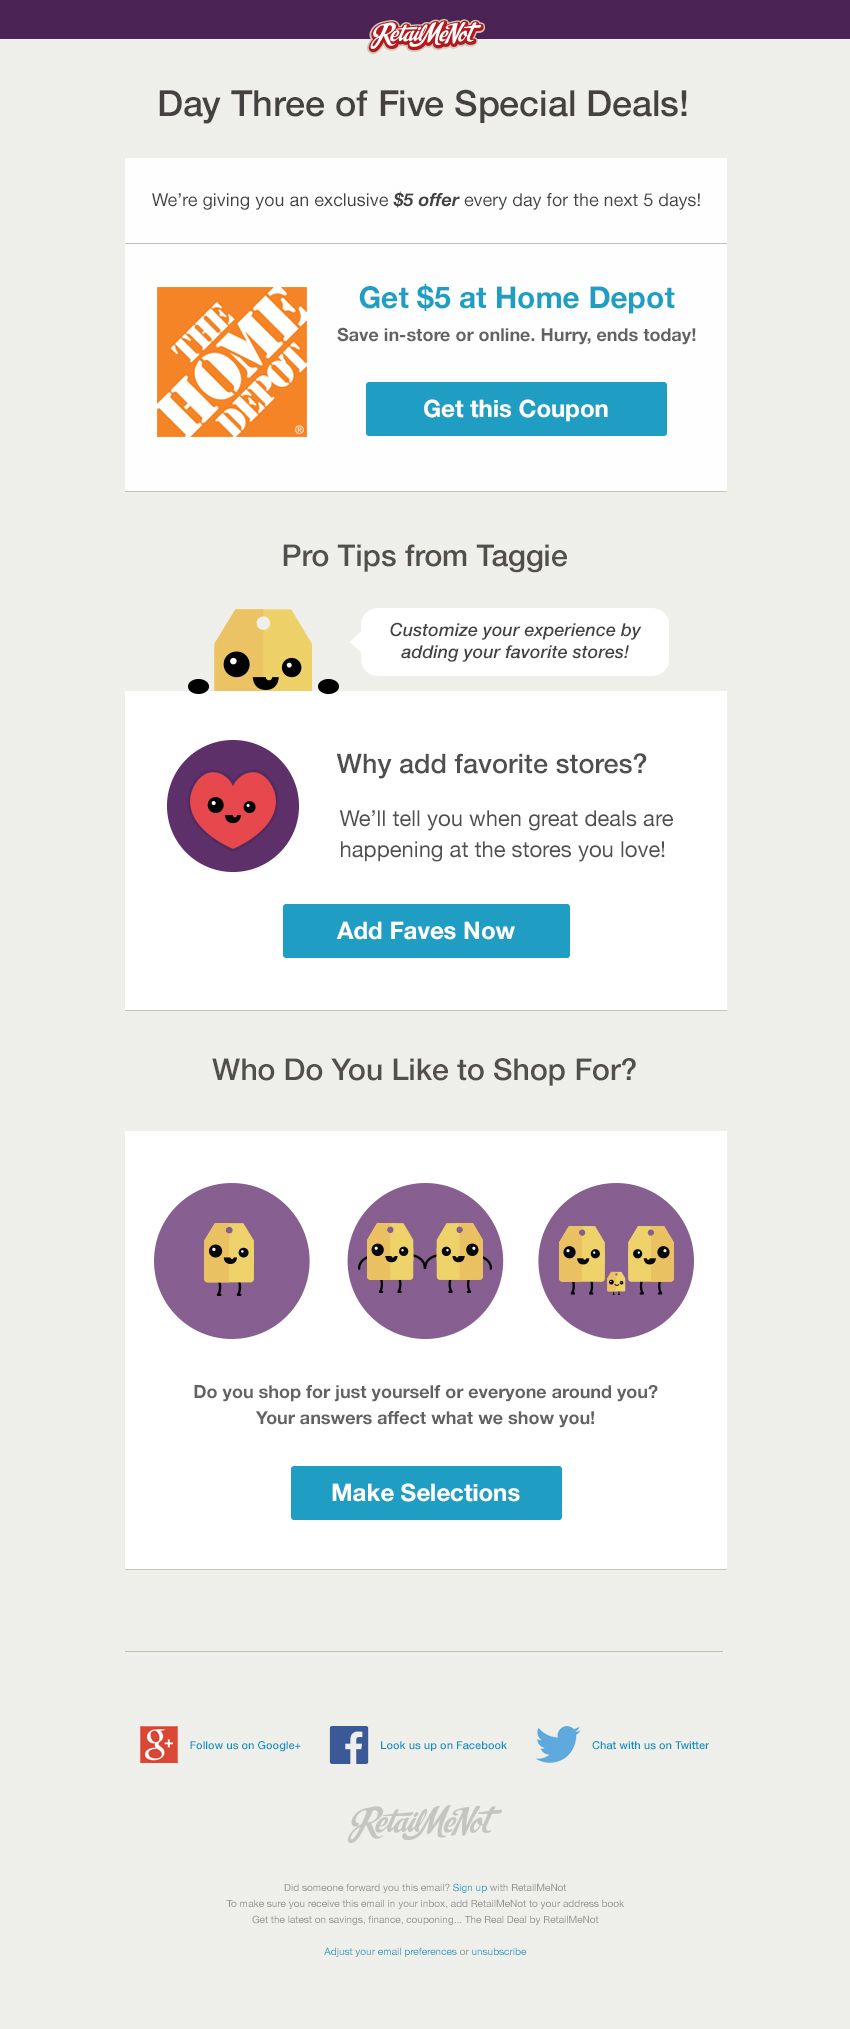 RetailMeNot
Day Three of Five Special Deals!
We're giving you an exclusive $5 offer every day for the next 5 days!
THE
HOME
DEPOT
®
Get $5 at Home Depot
Save in-store or online. Hurry, ends today!
Get this Coupon
Pro Tips from Taggie
Customize your experience by
adding your favorite stores!
Why add favorite stores?
We'll tell you when great deals are
happening at the stores you love!
Add Faves Now
Who Do You Like to Shop For?
Do you shop for just yourself or everyone around you?
Your answers affect what we show you!
Make Selections
g+ Follow us on Google+ f Look us up on Facebook Chat with us on Twitter
RetailMeNot
Did someone forward you this email? Sign up with RetailMeNot
To make sure you receive this email in your inbox, add RetailMeNot to your address book
Get the latest on savings, finance, couponing... The Real Deal by RetailMeNot
Adjust your email preferences or unsubscribe